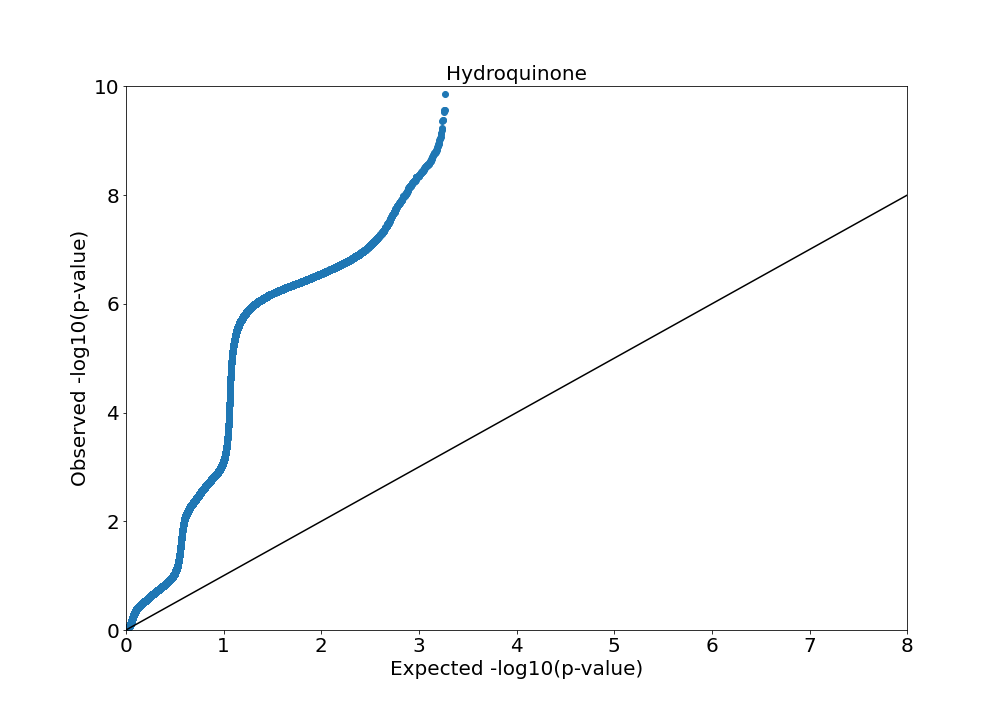 Hydroquinone
10
8
6
4
2
0
Observed -log10(p-value)
0 1 2 3 4 5 6 7 8
Expected -log10(p-value)